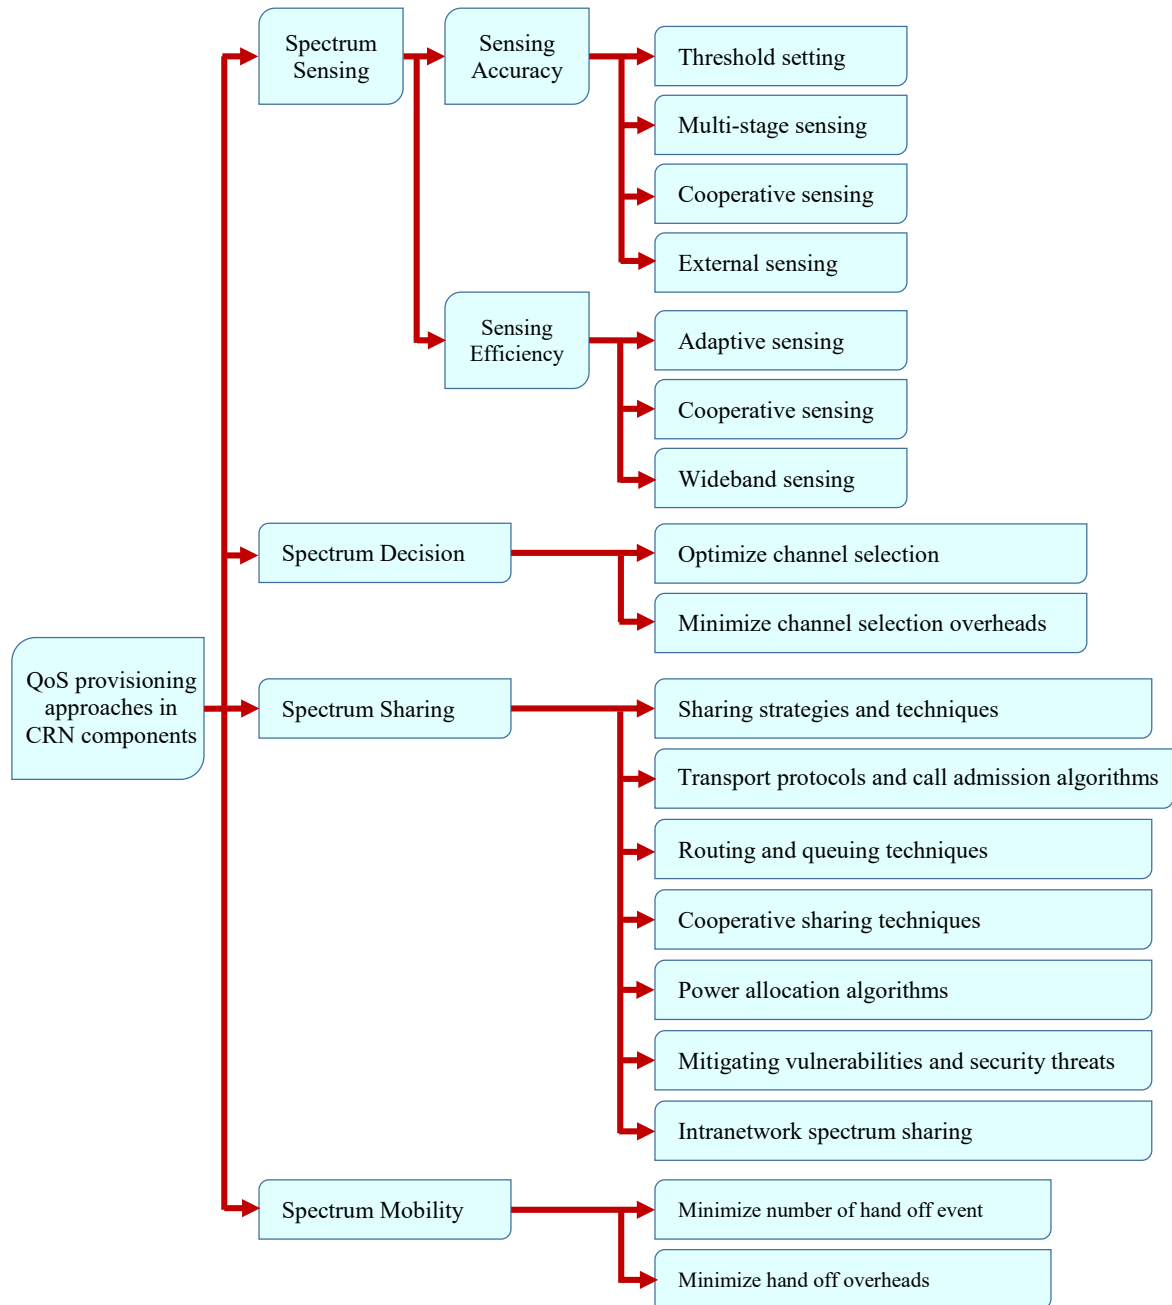 Spectrum
Sensing
Sensing
Accuracy
Threshold setting
Multi-stage sensing
Cooperative sensing
External sensing
Sensing
Efficiency
Adaptive sensing
Cooperative sensing
Wideband sensing
Spectrum Decision
Optimize channel selection
Minimize channel selection overheads
QoS provisioning
approaches in
CRN components
Spectrum Sharing
Sharing strategies and techniques
Transport protocols and call admission algorithms
Routing and queuing techniques
Cooperative sharing techniques
Power allocation algorithms
Mitigating vulnerabilities and security threats
Intranetwork spectrum sharing
Spectrum Mobility
Minimize number of hand off event
Minimize hand off overheads